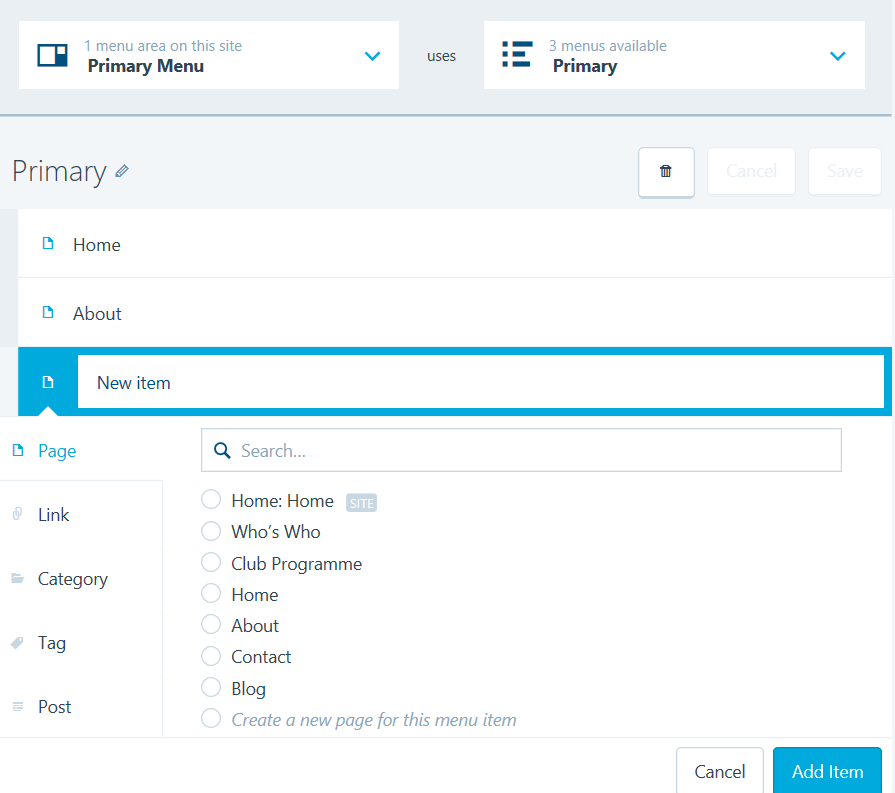 1 menu area on this site
Primary Menu
uses
3 menus available
Primary
Primary
Cancel
Save
Home
About
New item
Page
Search...
Link
Category
Tag
Post
Home: Home SITE
Who's Who
Club Programme
Home
About
Contact
Blog
Create a new page for this menu item
Cancel
Add Item